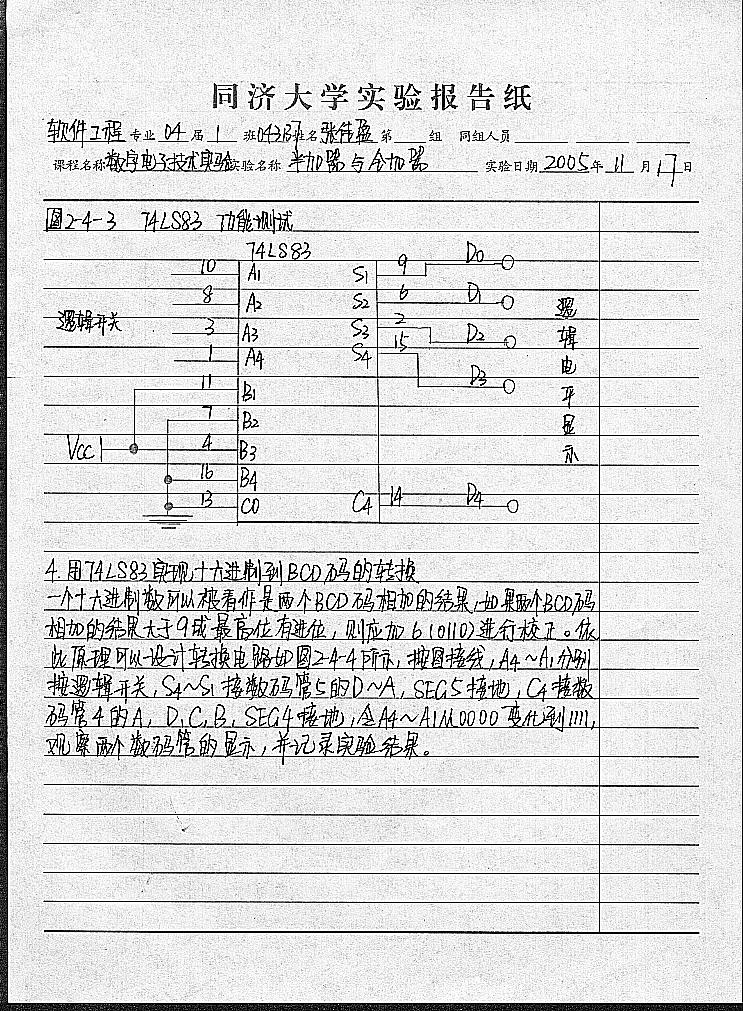 同济大学实验报告纸
软件工程 专业 04 届 1 班 姓名 张 第 组 同组人员
课程名称 数字电子技术实验 实验名称 半加器与全加器 实验日期 2005 年 11 月 17 日
图2-4-3 74LS83 功能测试
74LS83
10 A1 S1 9 D0
8 A2 S2 6 D1
逻辑开关
3 A3 S3 2 D2
1 A4 S4 15 D3
逻辑电平显示
11 B1
7 B2
Vcc 4 B3
16 B4
13 C0 C4 14 D4
4.用74LS83实现十六进制到BCD码的转换
一个十六进制数可以被看作是两个BCD码相加的结果,如果两个BCD码
相加的结果大于9或最高位有进位,则应加6(0110)进行校正。依
此原理可以设计转换电路如图2-4-4所示,按图接线,A4~A1分别
接逻辑开关,S4~S1接数码管5的D~A,SEG5接地,C4接数
码管4的A,D,C,B,SEG4接地,令A4~A1从0000变化到1111,
观察两个数码管的显示,并记录实验结果。